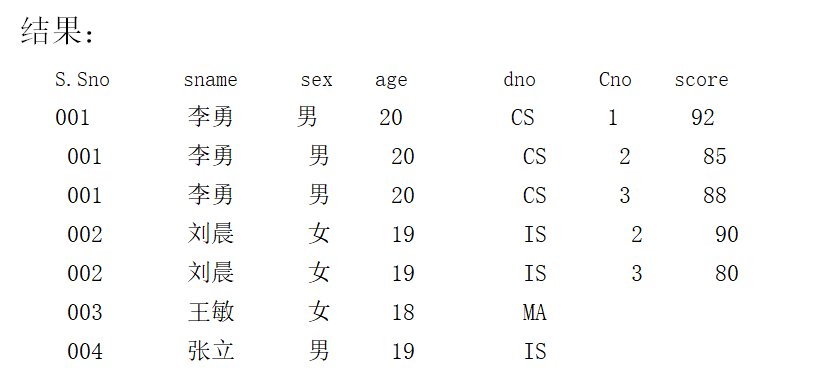 结果：
S.Sno sname sex age dno Cno score
001 李勇 男 20 CS 1 92
001 李勇 男 20 CS 2 85
001 李勇 男 20 CS 3 88
002 刘晨 女 19 IS 2 90
002 刘晨 女 19 IS 3 80
003 王敏 女 18 MA
004 张立 男 19 IS